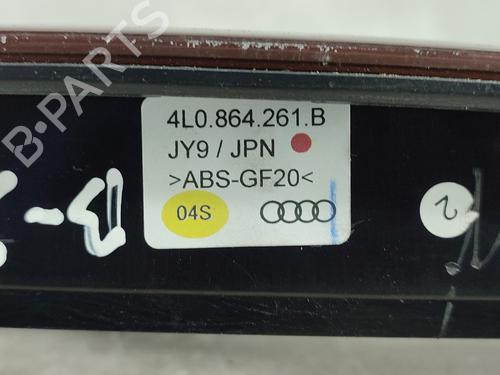 B-PARTS
4L0.864.261.B
JY9 / JPN
>ABS-GF20<
04S
2